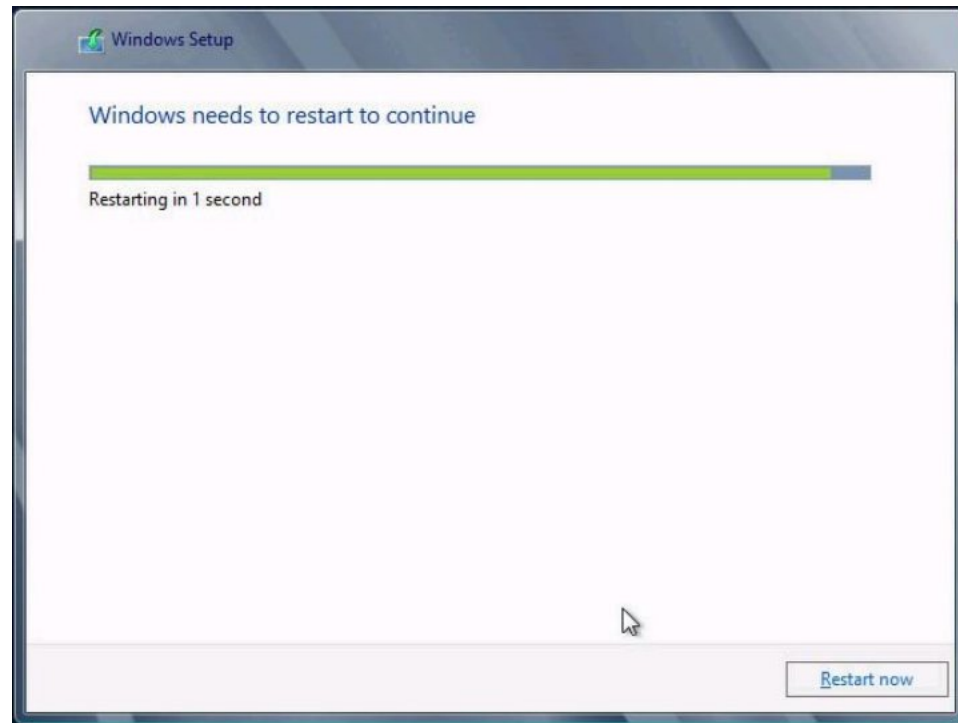 Windows Setup
Windows needs to restart to continue
Restarting in 1 second
Restart now